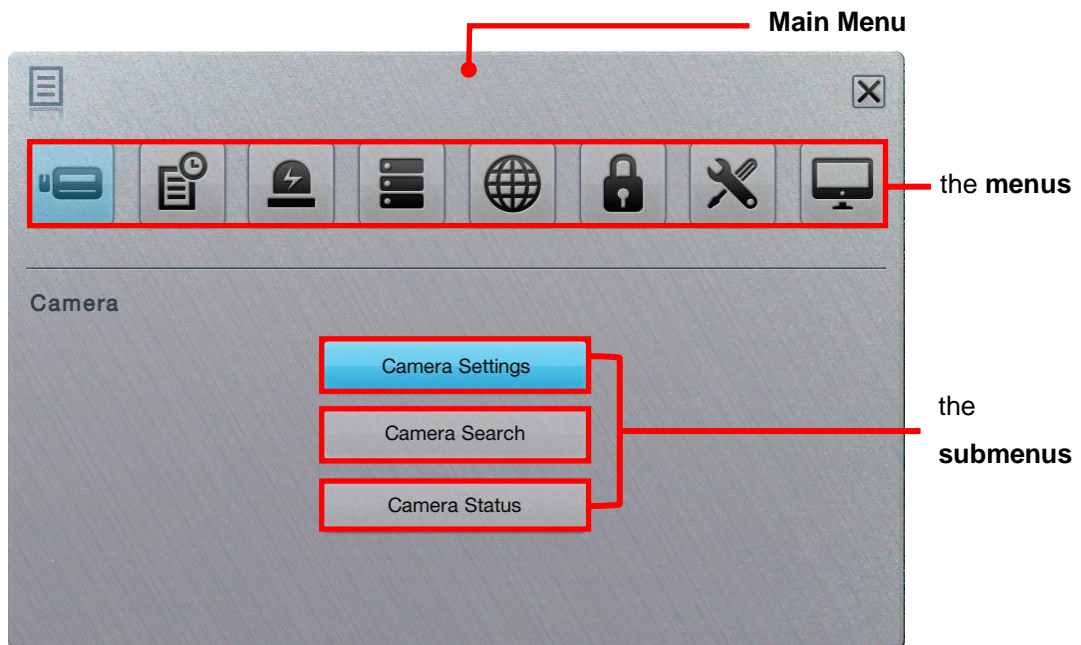 Main Menu
the menus
Camera
Camera Settings
Camera Search
Camera Status
the
submenus